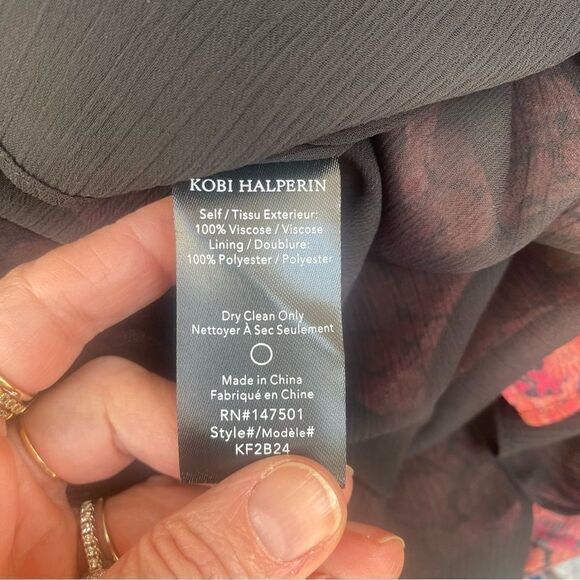 KOBI HALPERIN
Self / Tissu Exterieur:
100% Viscose / Viscose
Lining / Doublure:
100% Polyester / Polyester
Dry Clean Only
Nettoyer À Sec Seulement
Made in China
Fabriqué en Chine
RN#147501
Style#/Modèle#
KF2B24